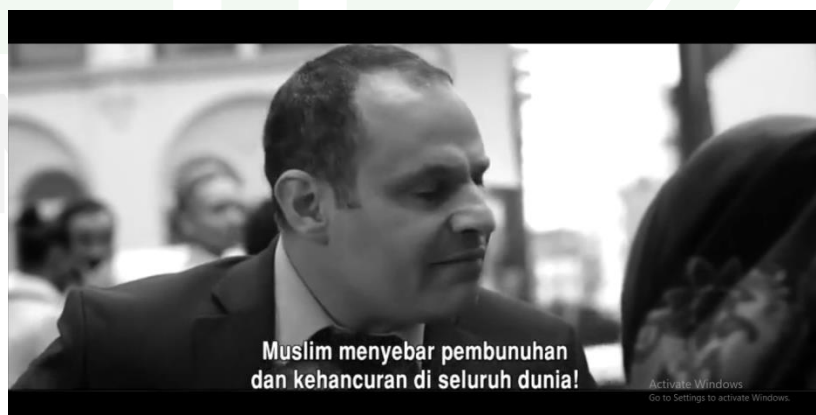 Muslim menyebar pembunuhan
dan kehancuran di seluruh dunia!
Activate Windows
Go to Settings to activate Windows.